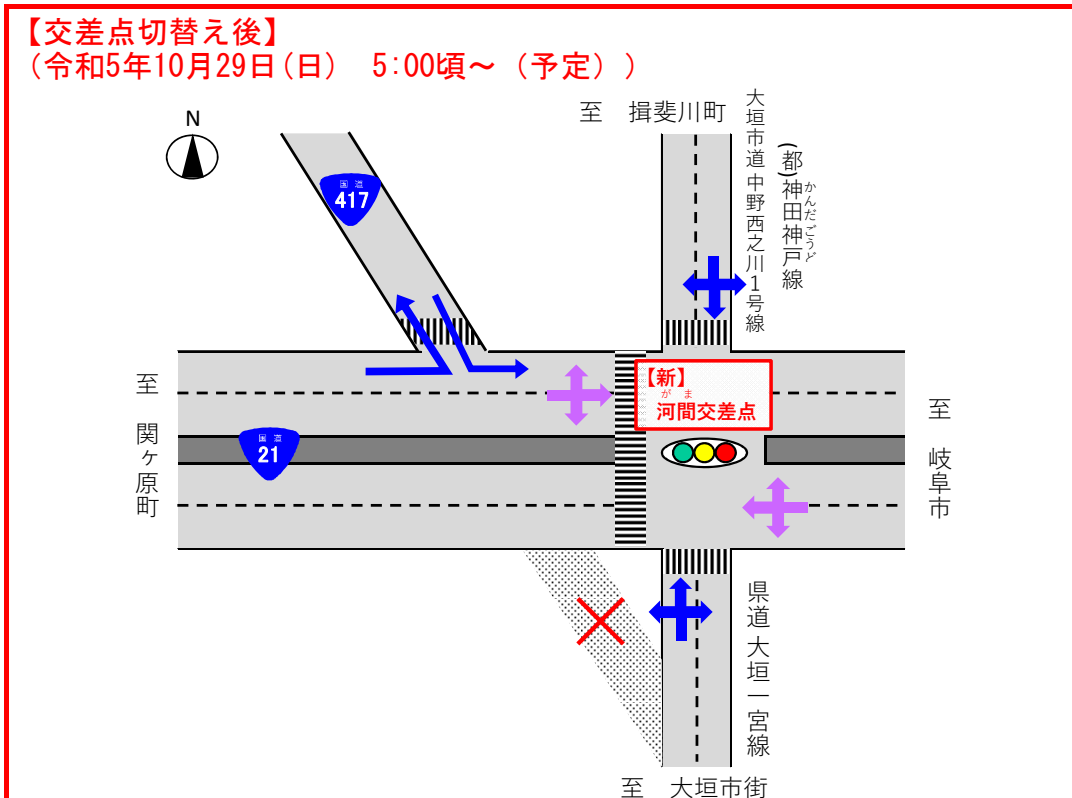 【交差点切替え後】
(令和5年10月29日(日) 5:00頃~(予定))
N
至 揖斐川町
大垣市道中野西之川1号線
(都)神田神戸線
かんだごうど
国道
417
【新】
がま
河間交差点
至 関ヶ原町
国道
21
至 岐阜市
県道大垣一宮線
至 大垣市街